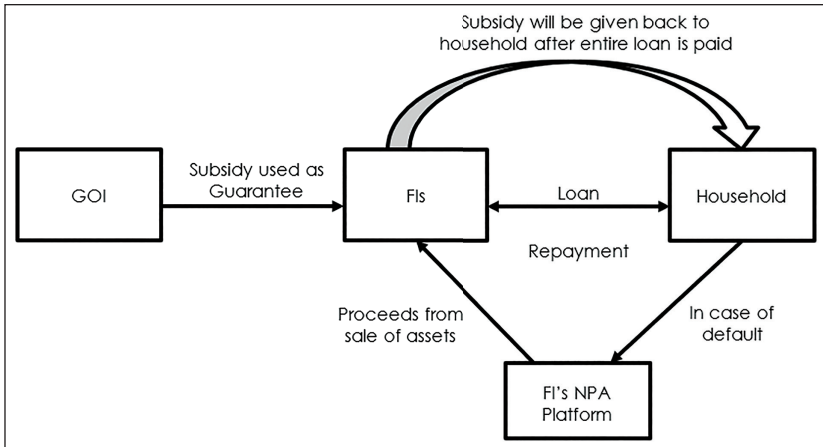 Subsidy will be given back to
household after entire loan is paid
GOI
Subsidy used as
Guarantee
FIs
Loan
Household
Repayment
Proceeds from
sale of assets
In case of
default
FI's NPA
Platform